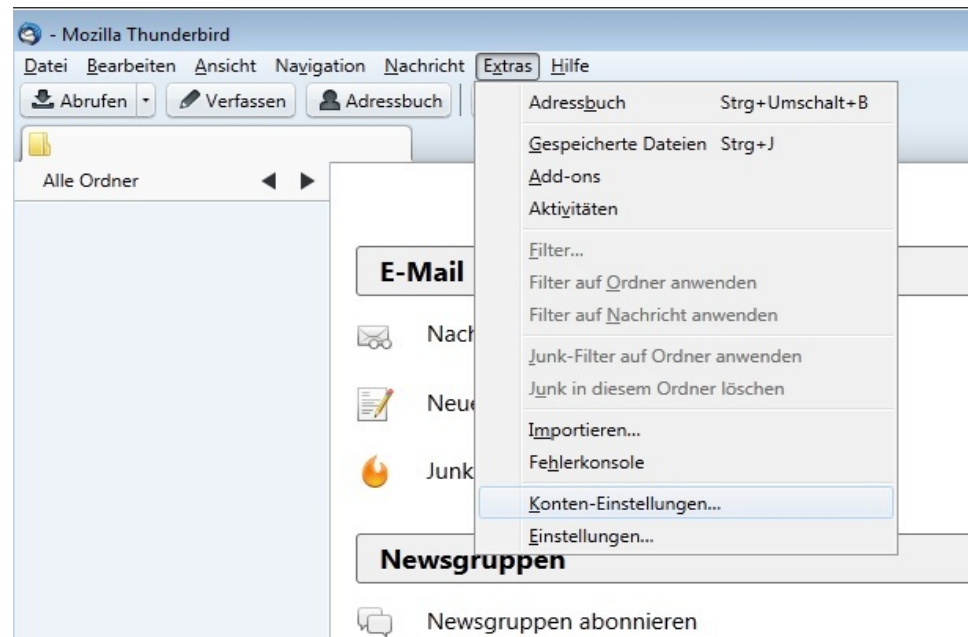 - Mozilla Thunderbird
Datei Bearbeiten Ansicht Navigation Nachricht Extras Hilfe
Abrufen Verfassen Adressbuch
Alle Ordner
Adressbuch Strg+Umschalt+B
Gespeicherte Dateien Strg+J
Add-ons
Aktivitäten
Filter...
Filter auf Ordner anwenden
Filter auf Nachricht anwenden
Junk-Filter auf Ordner anwenden
Junk in diesem Ordner löschen
Importieren...
Fehlerkonsole
Konten-Einstellungen...
Einstellungen...
E-Mail
Nach
Neue
Junk
Newsgruppen
Newsgruppen abonnieren